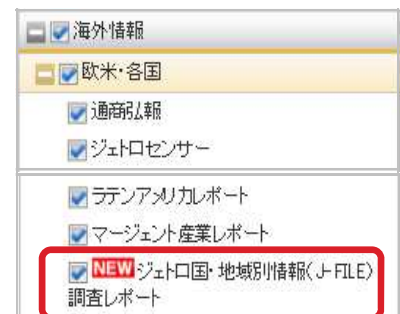 海外情報
欧米・各国
通商弘報
ジェトロセンサー
ラテンアメリカレポート
マージェント産業レポート
NEW ジェトロ国・地域別情報(J-FILE)
調査レポート